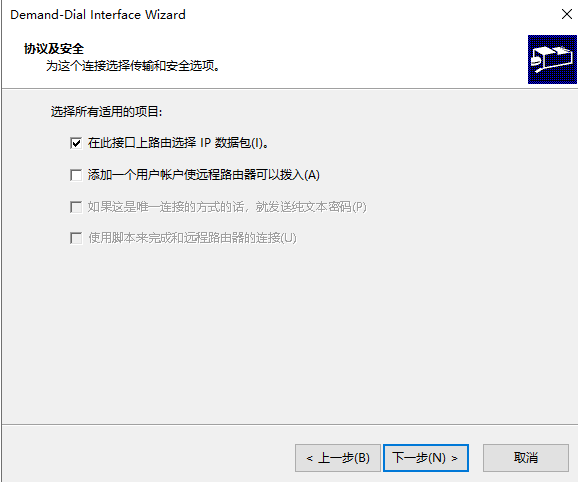 Demand-Dial Interface Wizard
协议及安全
为这个连接选择传输和安全选项。
选择所有适用的项目:
在此接口上路由选择 IP 数据包(I)。
添加一个用户帐户使远程路由器可以拨入(A)
如果这是唯一连接的方式的话，就发送纯文本密码(P)
使用脚本来完成和远程路由器的连接(U)
< 上一步(B)
下一步(N) >
取消